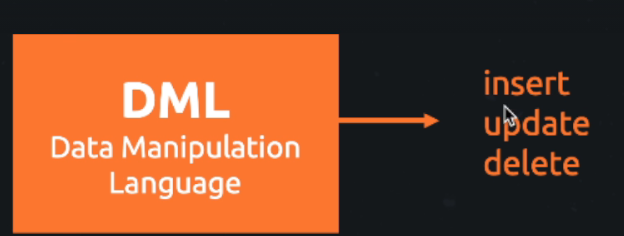 DML
Data Manipulation
Language
insert
update
delete